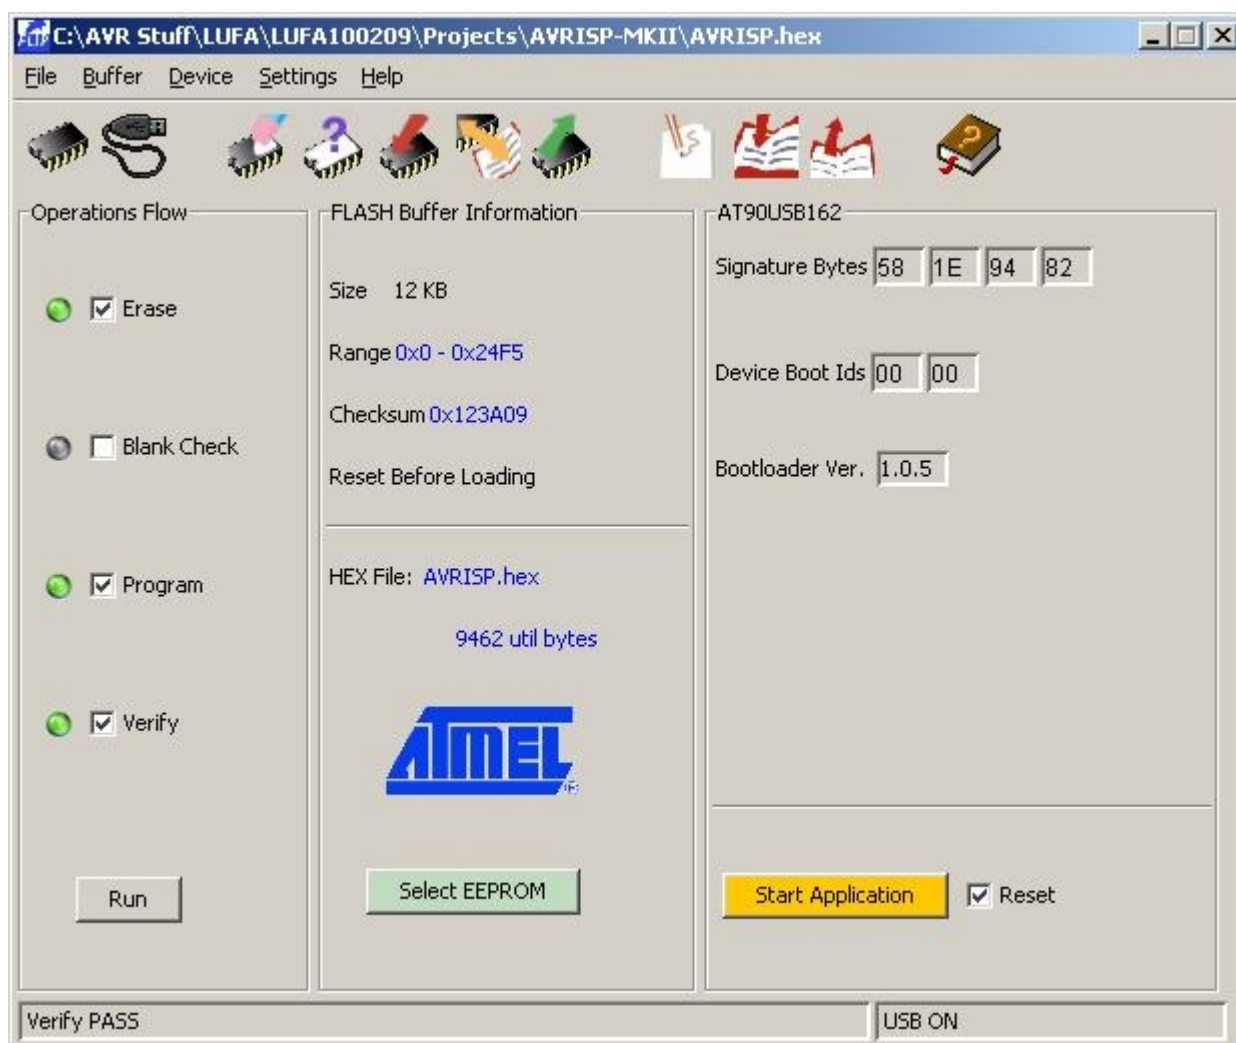 C:\AVR Stuff\LUFA\LUFA100209\Projects\AVRISP-MKII\AVRISP.hex
File Buffer Device Settings Help
Operations Flow
Erase
Blank Check
Program
Verify
Run
FLASH Buffer Information
Size 12 KB
Range 0x0 - 0x24F5
Checksum 0x123A09
Reset Before Loading
HEX File: AVRISP.hex
9462 util bytes
ATMEL®
Select EEPROM
AT90USB162
Signature Bytes 58 1E 94 82
Device Boot Ids 00 00
Bootloader Ver. 1.0.5
Start Application Reset
Verify PASS
USB ON